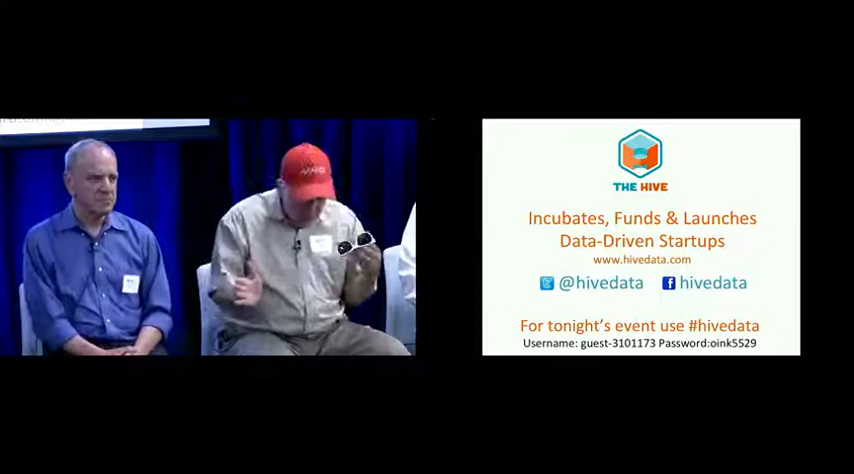 THE HIVE
Incubates, Funds & Launches
Data-Driven Startups
www.hivedata.com
@hivedata hivedata
For tonight's event use #hivedata
Username: guest-3101173 Password:oink5529